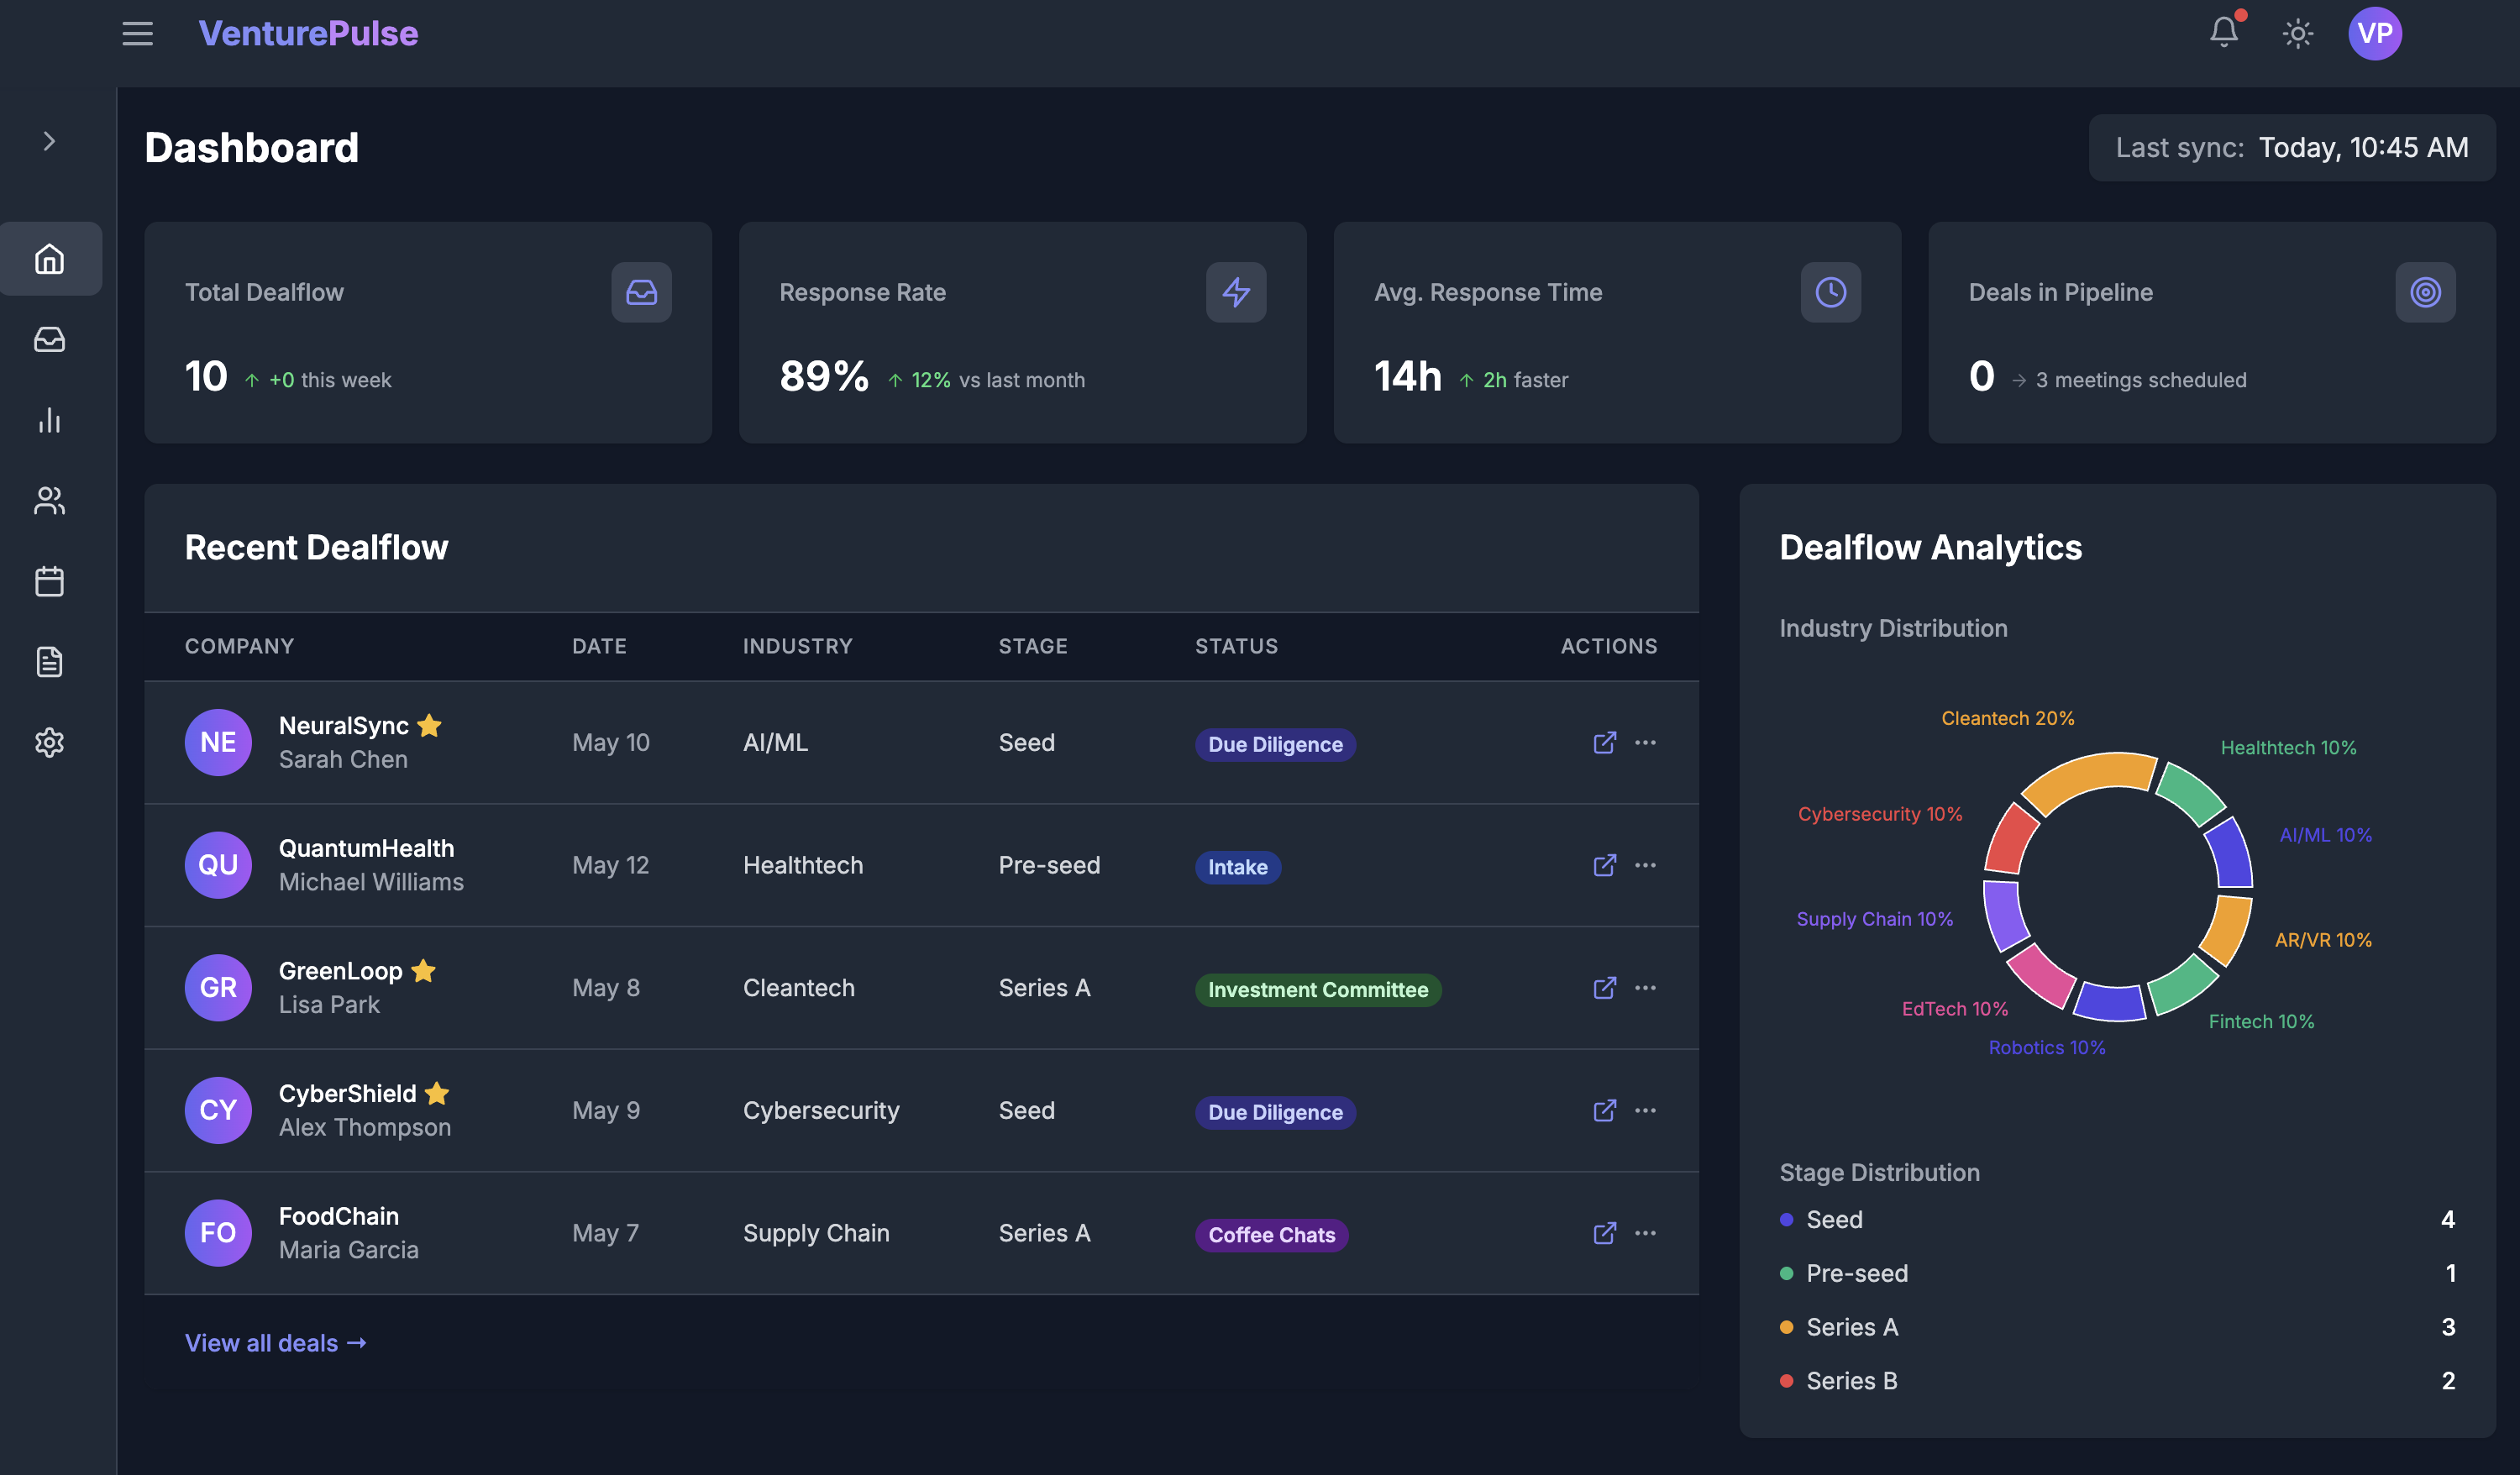 VenturePulse
VP
Dashboard
Last sync: Today, 10:45 AM
Total Dealflow
10 ↑ +0 this week
Response Rate
89% ↑ 12% vs last month
Avg. Response Time
14h ↑ 2h faster
Deals in Pipeline
0 → 3 meetings scheduled
Recent Dealflow
COMPANY DATE INDUSTRY STAGE STATUS ACTIONS
NE NeuralSync May 10 AI/ML Seed Due Diligence
Sarah Chen
QU QuantumHealth May 12 Healthtech Pre-seed Intake
Michael Williams
GR GreenLoop May 8 Cleantech Series A Investment Committee
Lisa Park
CY CyberShield May 9 Cybersecurity Seed Due Diligence
Alex Thompson
FO FoodChain May 7 Supply Chain Series A Coffee Chats
Maria Garcia
View all deals →
Dealflow Analytics
Industry Distribution
Cleantech 20%
Healthtech 10%
Cybersecurity 10%
AI/ML 10%
Supply Chain 10%
AR/VR 10%
EdTech 10%
Fintech 10%
Robotics 10%
Stage Distribution
Seed 4
Pre-seed 1
Series A 3
Series B 2